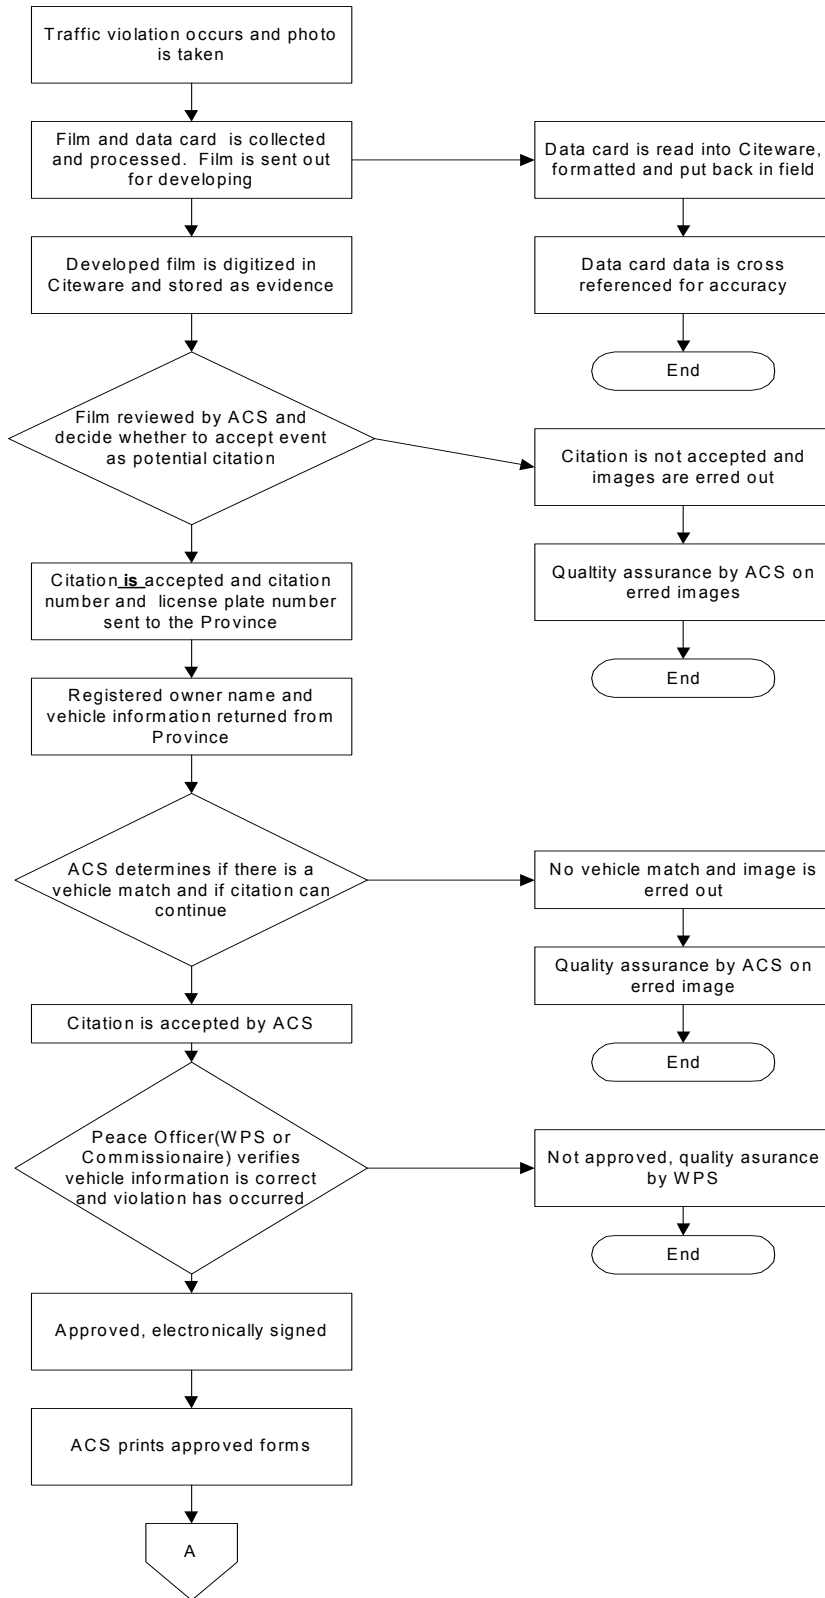 Traffic violation occurs and photo
is taken
Film and data card is collected
and processed. Film is sent out
for developing
Data card is read into Citeware,
formatted and put back in field
Developed film is digitized in
Citeware and stored as evidence
Data card data is cross
referenced for accuracy
End
Film reviewed by ACS and
decide whether to accept event
as potential citation
Citation is not accepted and
images are erred out
Citation is accepted and citation
number and license plate number
sent to the Province
Qualtity assurance by ACS on
erred images
End
Registered owner name and
vehicle information returned from
Province
ACS determines if there is a
vehicle match and if citation can
continue
No vehicle match and image is
erred out
Quality assurance by ACS on
erred image
Citation is accepted by ACS
End
Peace Officer(WPS or
Commissionaire) verifies
vehicle information is correct
and violation has occurred
Not approved, quality asurance
by WPS
End
Approved, electronically signed
ACS prints approved forms
A